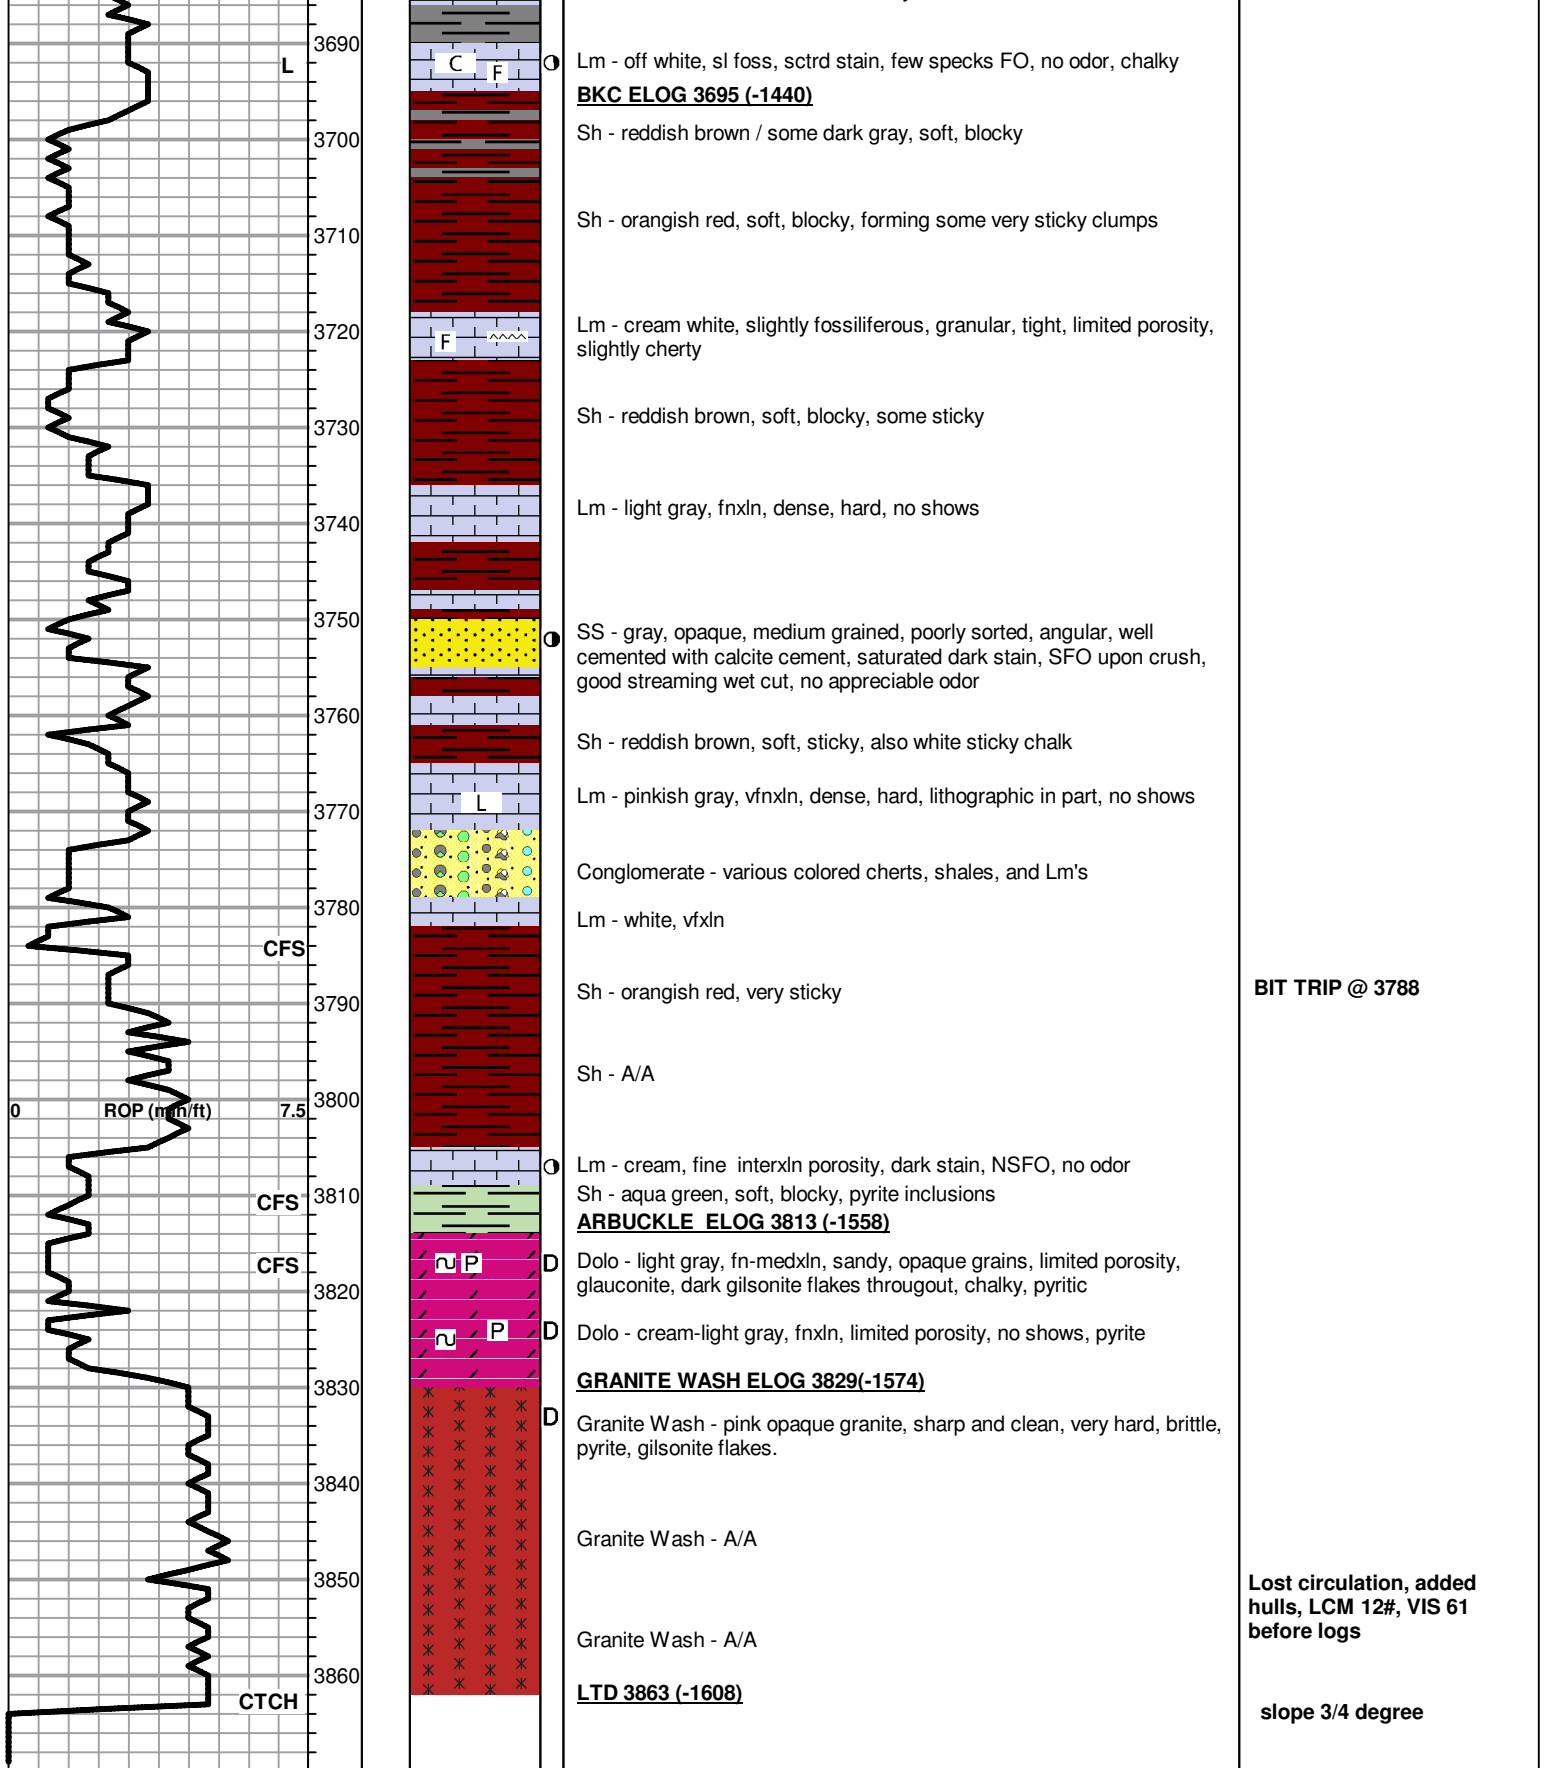 3690
L
C
F
Lm - off white, sl foss, sctrd stain, few specks FO, no odor, chalky
BKC ELOG 3695 (-1440)
3700
Sh - reddish brown / some dark gray, soft, blocky
3710
Sh - orangish red, soft, blocky, forming some very sticky clumps
3720
F
Lm - cream white, slightly fossiliferous, granular, tight, limited porosity,
slightly cherty
3730
Sh - reddish brown, soft, blocky, some sticky
3740
Lm - light gray, fnxln, dense, hard, no shows
3750
SS - gray, opaque, medium grained, poorly sorted, angular, well
cemented with calcite cement, saturated dark stain, SFO upon crush,
good streaming wet cut, no appreciable odor
3760
Sh - reddish brown, soft, sticky, also white sticky chalk
3770
L
Lm - pinkish gray, vfnxln, dense, hard, lithographic in part, no shows
Conglomerate - various colored cherts, shales, and Lm's
3780
Lm - white, vfxln
CFS
3790
Sh - orangish red, very sticky
BIT TRIP @ 3788
Sh - A/A
3800
0 ROP (min/ft) 7.5
Lm - cream, fine  interxln porosity, dark stain, NSFO, no odor
3810
CFS
Sh - aqua green, soft, blocky, pyrite inclusions
ARBUCKLE  ELOG 3813 (-1558)
CFS
P
D
Dolo - light gray, fn-medxln, sandy, opaque grains, limited porosity,
glauconite, dark gilsonite flakes througout, chalky, pyritic
3820
P
D
Dolo - cream-light gray, fnxln, limited porosity, no shows, pyrite
3830
GRANITE WASH ELOG 3829(-1574)
D
Granite Wash - pink opaque granite, sharp and clean, very hard, brittle,
pyrite, gilsonite flakes.
3840
Granite Wash - A/A
3850
Lost circulation, added
hulls, LCM 12#, VIS 61
before logs
Granite Wash - A/A
3860
CTCH
LTD 3863 (-1608)
slope 3/4 degree